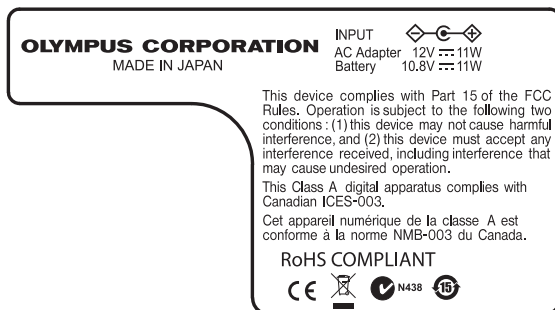 OLYMPUS CORPORATION
MADE IN JAPAN
INPUT
AC Adapter 12V 11W
Battery 10.8V 11W
This device complies with Part 15 of the FCC
Rules. Operation is subject to the following two
conditions : (1) this device may not cause harmful
interference, and (2) this device must accept any
interference received, including interference that
may cause undesired operation.
This Class A digital apparatus complies with
Canadian ICES-003.
Cet appareil numérique de la classe A est
conforme à la norme NMB-003 du Canada.
RoHS COMPLIANT
CE N438 15